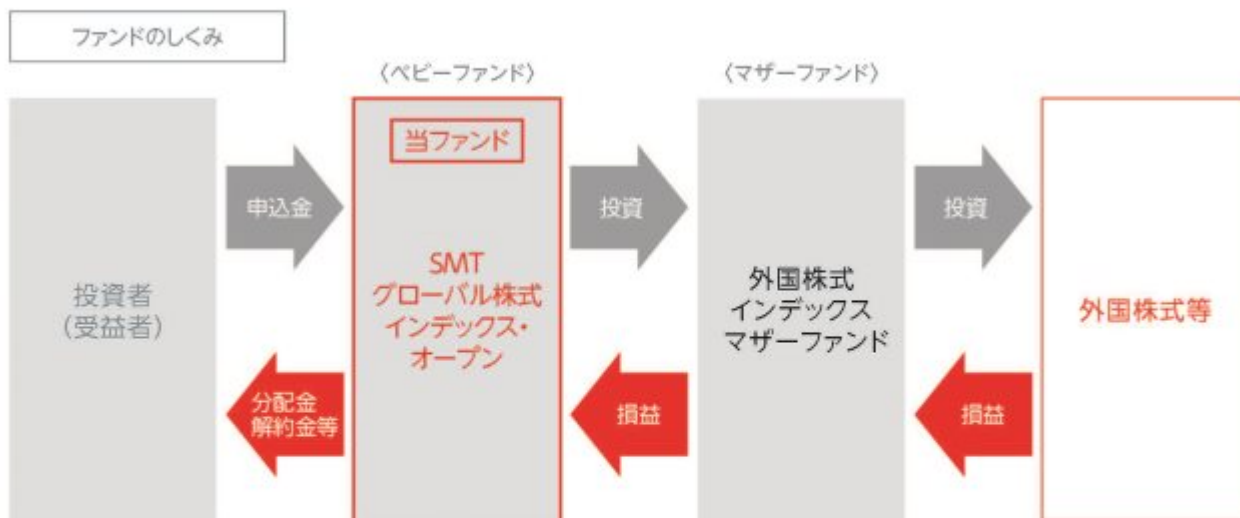 ファンドのしくみ
〈ベビーファンド〉
〈マザーファンド〉
当ファンド
申込金
投資
投資
投資者
(受益者)
SMT
グローバル株式
インデックス・
オープン
外国株式
インデックス
マザーファンド
外国株式等
分配金
解約金等
損益
損益